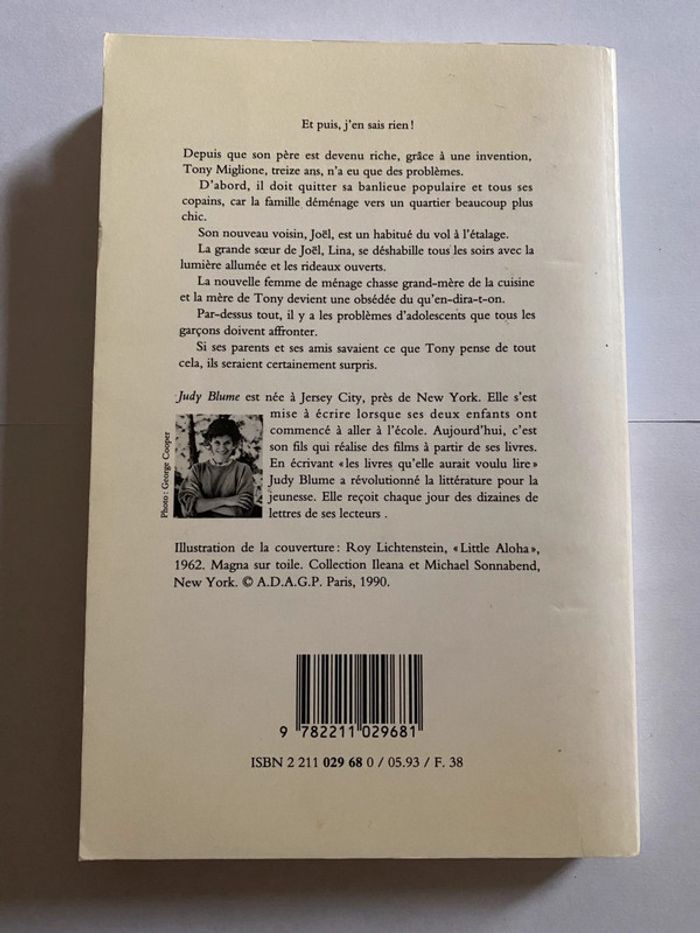 Et puis, j'en sais rien !
Depuis que son père est devenu riche, grâce à une invention,
Tony Miglione, treize ans, n'a eu que des problèmes.
D'abord, il doit quitter sa banlieue populaire et tous ses
copains, car la famille déménage vers un quartier beaucoup plus
chic.
Son nouveau voisin, Joël, est un habitué du vol à l'étalage.
La grande sœur de Joël, Lina, se déshabille tous les soirs avec la
lumière allumée et les rideaux ouverts.
La nouvelle femme de ménage chasse grand-mère de la cuisine
et la mère de Tony devient une obsédée du qu'en-dira-t-on.
Par-dessus tout, il y a les problèmes d'adolescents que tous les
garçons doivent affronter.
Si ses parents et ses amis savaient ce que Tony pense de tout
cela, ils seraient certainement surpris.
Judy Blume est née à Jersey City, près de New York. Elle s'est
mise à écrire lorsque ses deux enfants ont
commencé à aller à l'école. Aujourd'hui, c'est
son fils qui réalise des films à partir de ses livres.
En écrivant «les livres qu'elle aurait voulu lire»
Judy Blume a révolutionné la littérature pour la
jeunesse. Elle reçoit chaque jour des dizaines de
lettres de ses lecteurs .
Photo : George Cooper
Illustration de la couverture : Roy Lichtenstein, «Little Aloha»,
1962. Magna sur toile. Collection Ileana et Michael Sonnabend,
New York. © A.D.A.G.P. Paris, 1990.
9 782211 029681
ISBN 2 211 029 68 0 / 05.93 / F. 38